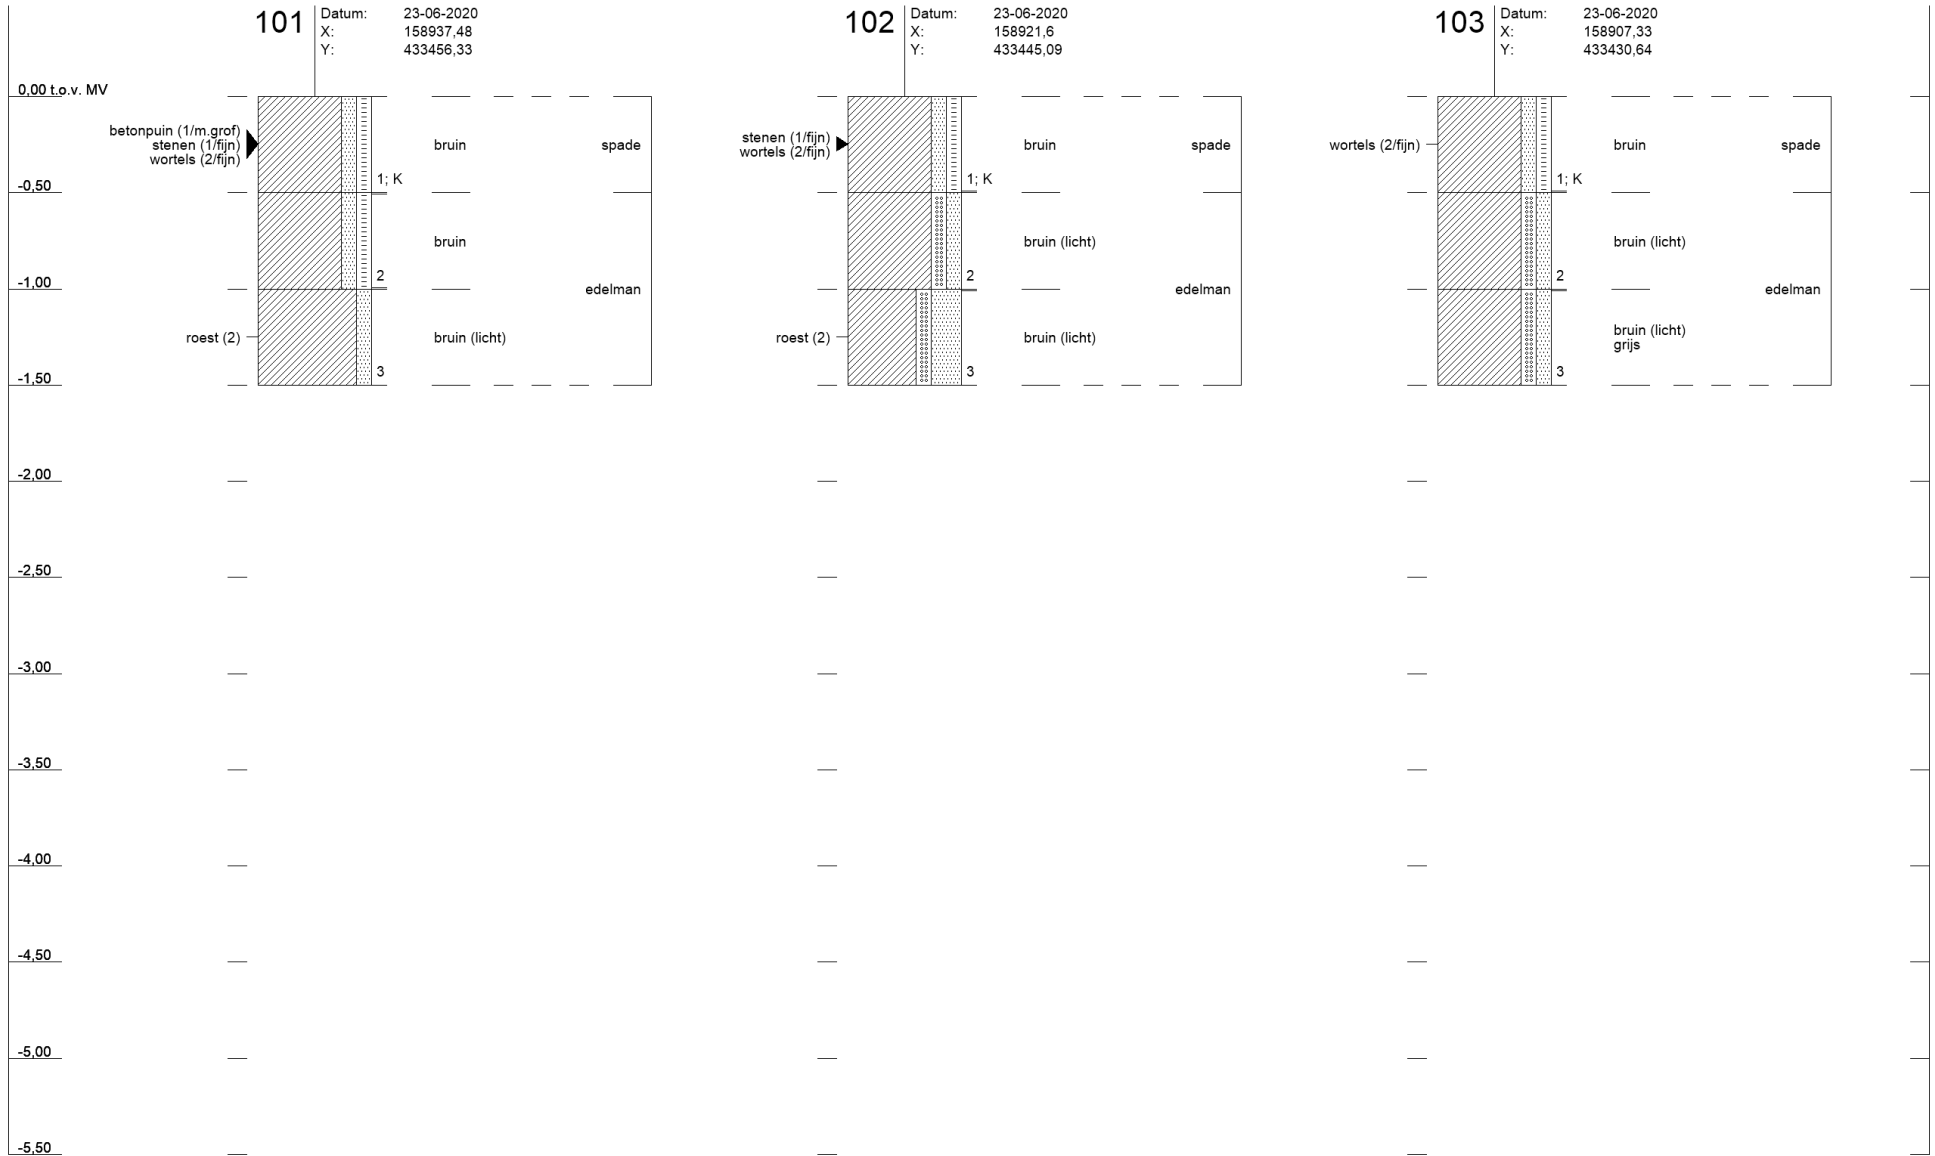 101
Datum: 23-06-2020
X: 158937,48
Y: 433456,33
102
Datum: 23-06-2020
X: 158921,6
Y: 433445,09
103
Datum: 23-06-2020
X: 158907,33
Y: 433430,64
0,00 t.o.v. MV
betonpuin (1/m.grof)
stenen (1/fijn)
wortels (2/fijn)
bruin
spade
1; K
stenen (1/fijn)
wortels (2/fijn)
bruin
spade
1; K
wortels (2/fijn)
bruin
spade
1; K
-0,50
bruin
2
bruin (licht)
2
bruin (licht)
2
-1,00
edelman
edelman
edelman
roest (2)
bruin (licht)
3
roest (2)
bruin (licht)
3
bruin (licht)
grijs
3
-1,50
-2,00
-2,50
-3,00
-3,50
-4,00
-4,50
-5,00
-5,50